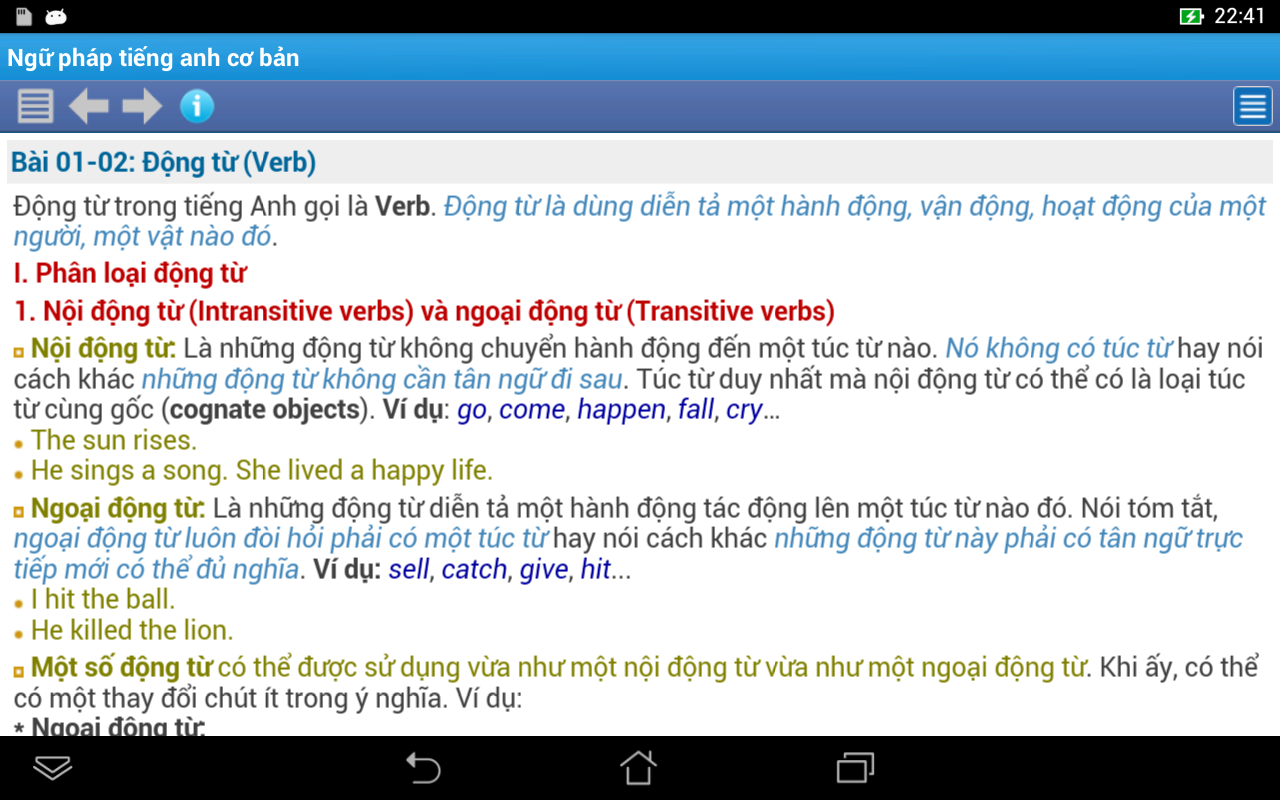 22:41
Ngữ pháp tiếng anh cơ bản
Bài 01-02: Động từ (Verb)
Động từ trong tiếng Anh gọi là Verb. Động từ là dùng diễn tả một hành động, vận động, hoạt động của một
người, một vật nào đó.
I. Phân loại động từ
1. Nội động từ (Intransitive verbs) và ngoại động từ (Transitive verbs)
Nội động từ: Là những động từ không chuyển hành động đến một túc từ nào. Nó không có túc từ hay nói
cách khác những động từ không cần tân ngữ đi sau. Túc từ duy nhất mà nội động từ có thể có là loại túc
từ cùng gốc (cognate objects). Ví dụ: go, come, happen, fall, cry…
The sun rises.
He sings a song. She lived a happy life.
Ngoại động từ: Là những động từ diễn tả một hành động tác động lên một túc từ nào đó. Nói tóm tắt,
ngoại động từ luôn đòi hỏi phải có một túc từ hay nói cách khác những động từ này phải có tân ngữ trực
tiếp mới có thể đủ nghĩa. Ví dụ: sell, catch, give, hit...
I hit the ball.
He killed the lion.
Một số động từ có thể được sử dụng vừa như một nội động từ vừa như một ngoại động từ. Khi ấy, có thể
có một thay đổi chút ít trong ý nghĩa. Ví dụ:
* Ngoại động từ: